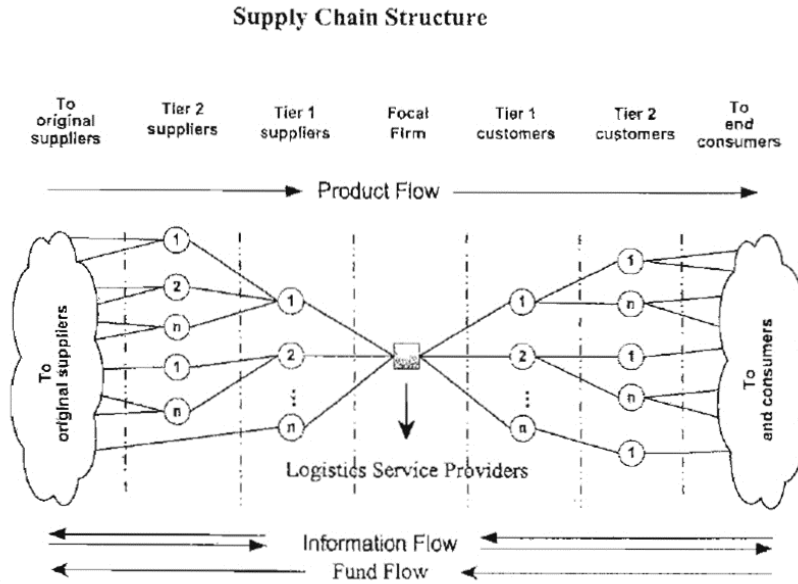 Supply Chain Structure
To original suppliers
Tier 2 suppliers
Tier 1 suppliers
Focal Firm
Tier 1 customers
Tier 2 customers
To end consumers
Product Flow
To original suppliers
1
2
n
1
n
1
2
n
1
2
n
1
n
1
n
1
To and consumers
Logistics Service Providers
Information Flow
Fund Flow